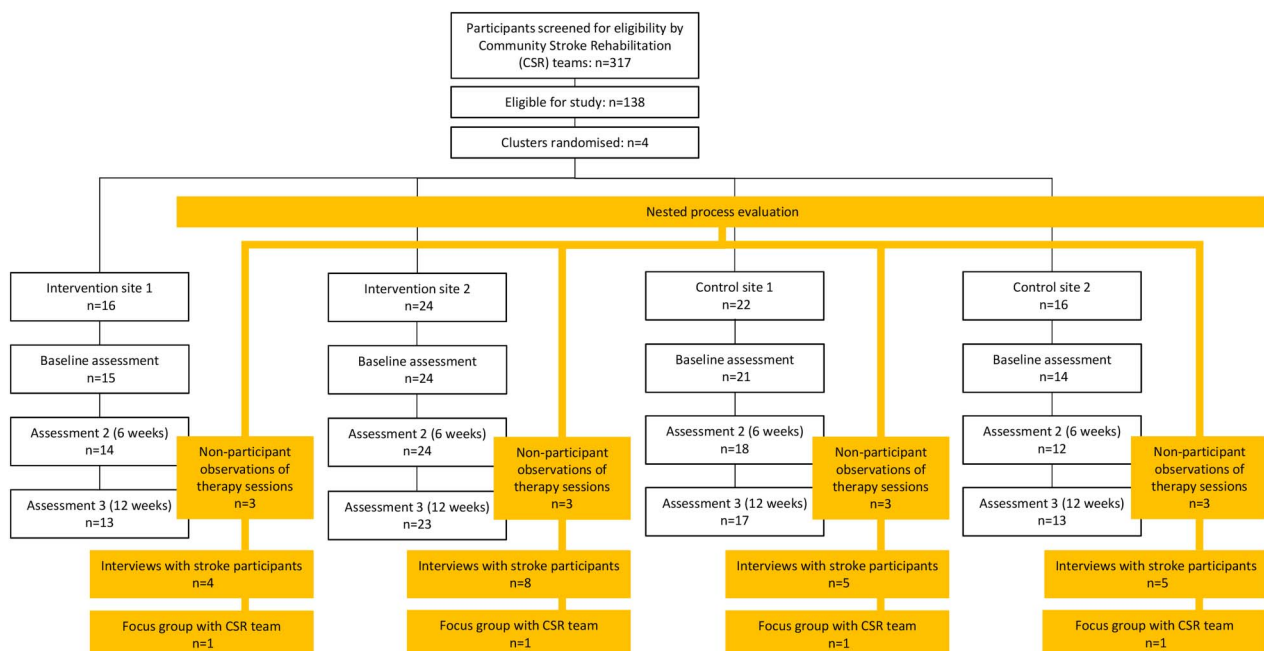 Participants screened for eligibility by
Community Stroke Rehabilitation
(CSR) teams: n=317
Eligible for study: n=138
Clusters randomised: n=4
Nested process evaluation
Intervention site 1
n=16
Intervention site 2
n=24
Control site 1
n=22
Control site 2
n=16
Baseline assessment
n=15
Baseline assessment
n=24
Baseline assessment
n=21
Baseline assessment
n=14
Assessment 2 (6 weeks)
n=14
Assessment 2 (6 weeks)
n=24
Assessment 2 (6 weeks)
n=18
Assessment 2 (6 weeks)
n=12
Non-participant
observations of
therapy sessions
n=3
Non-participant
observations of
therapy sessions
n=3
Non-participant
observations of
therapy sessions
n=3
Non-participant
observations of
therapy sessions
n=3
Assessment 3 (12 weeks)
n=13
Assessment 3 (12 weeks)
n=23
Assessment 3 (12 weeks)
n=17
Assessment 3 (12 weeks)
n=13
Interviews with stroke participants
n=4
Interviews with stroke participants
n=8
Interviews with stroke participants
n=5
Interviews with stroke participants
n=5
Focus group with CSR team
n=1
Focus group with CSR team
n=1
Focus group with CSR team
n=1
Focus group with CSR team
n=1